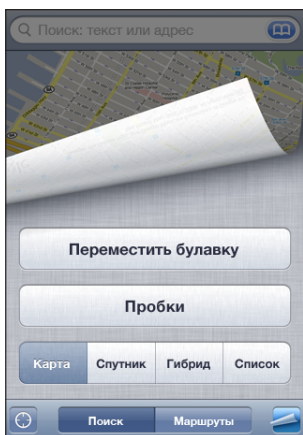 Поиск: текст или адрес
Переместить булавку
Пробки
Карта Спутник Гибрид Список
Поиск Маршруты